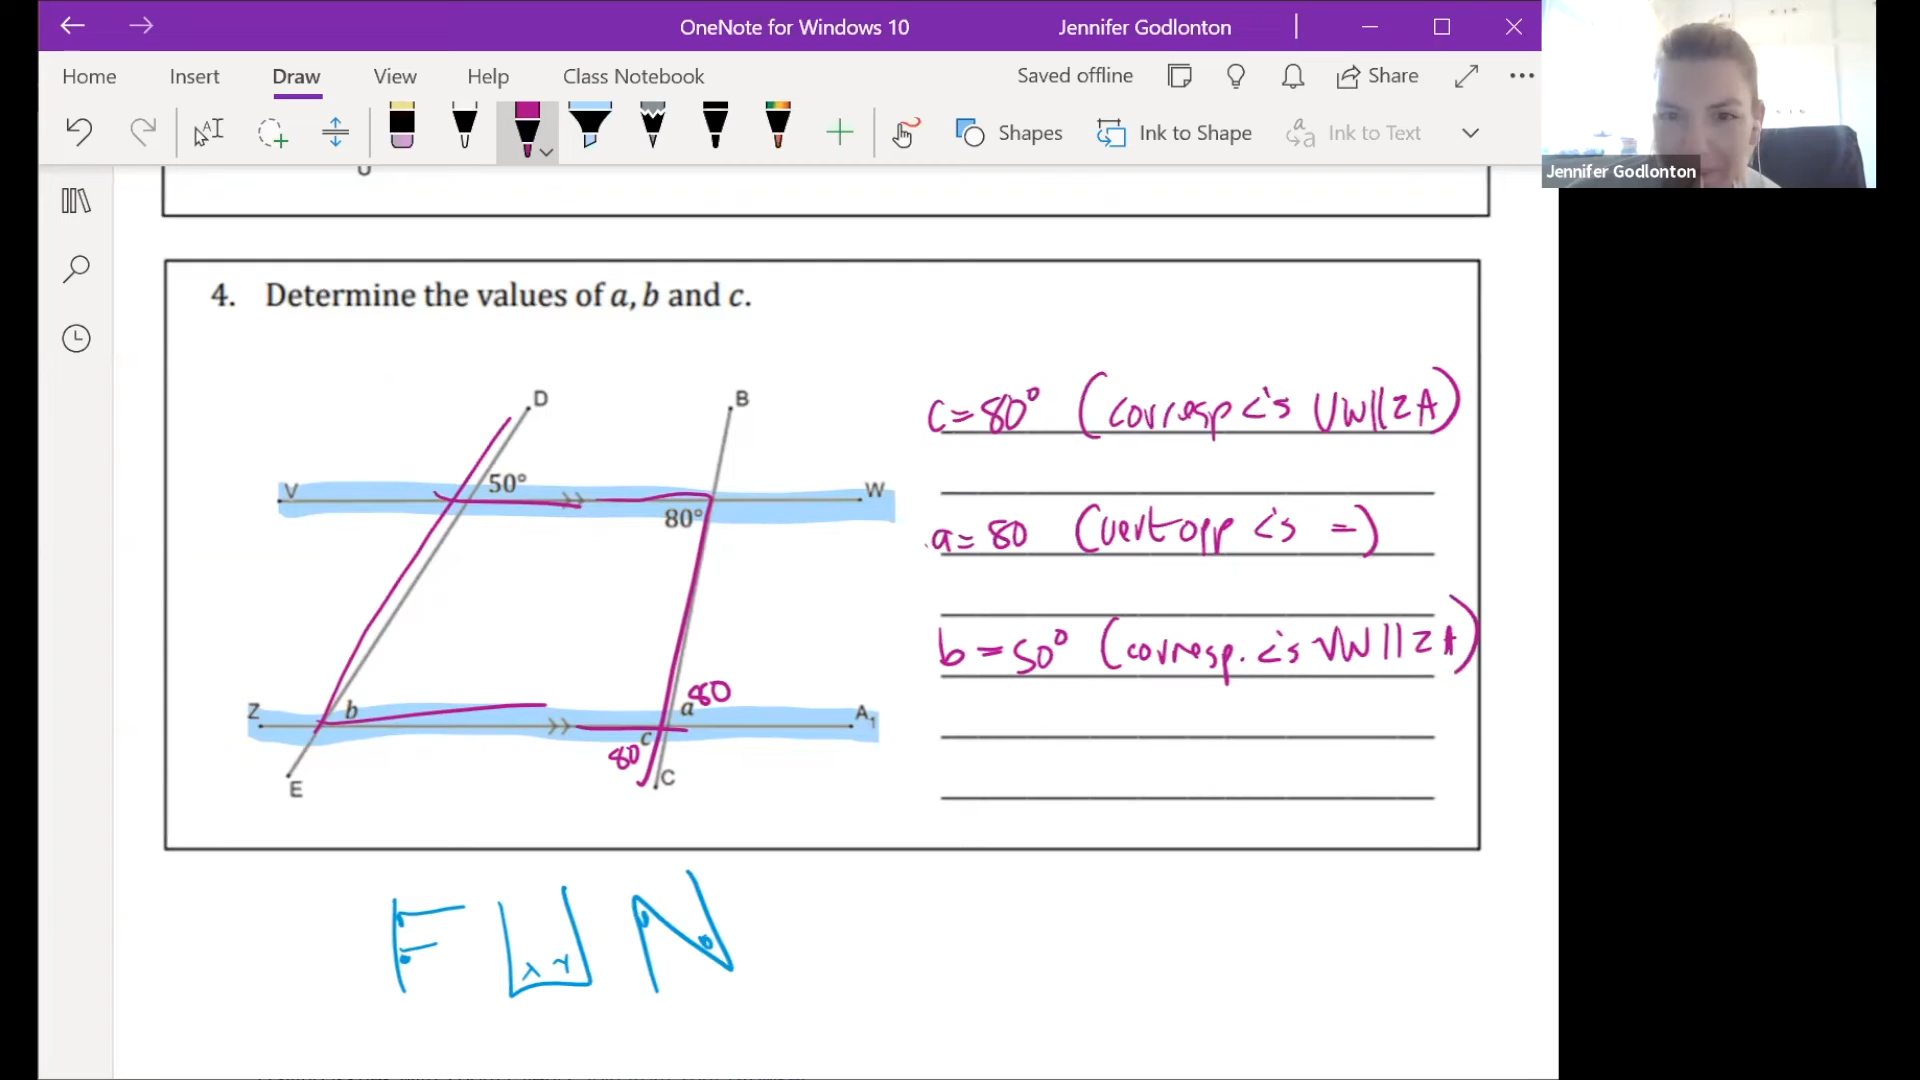 OneNote for Windows 10
Jennifer Godlonton
Home Insert Draw View Help Class Notebook
Saved offline
Share
Shapes
Ink to Shape
Ink to Text
Jennifer Godlonton
4. Determine the values of a, b and c.
D
B
V
50°
W
80°
Z
b
a
80
A₁
c
80
E
C
c=80° (corresp <'s VW||ZA)
a=80 (vert opp <'s =)
b=50° (corresp. <'s VW||ZA)
F U N